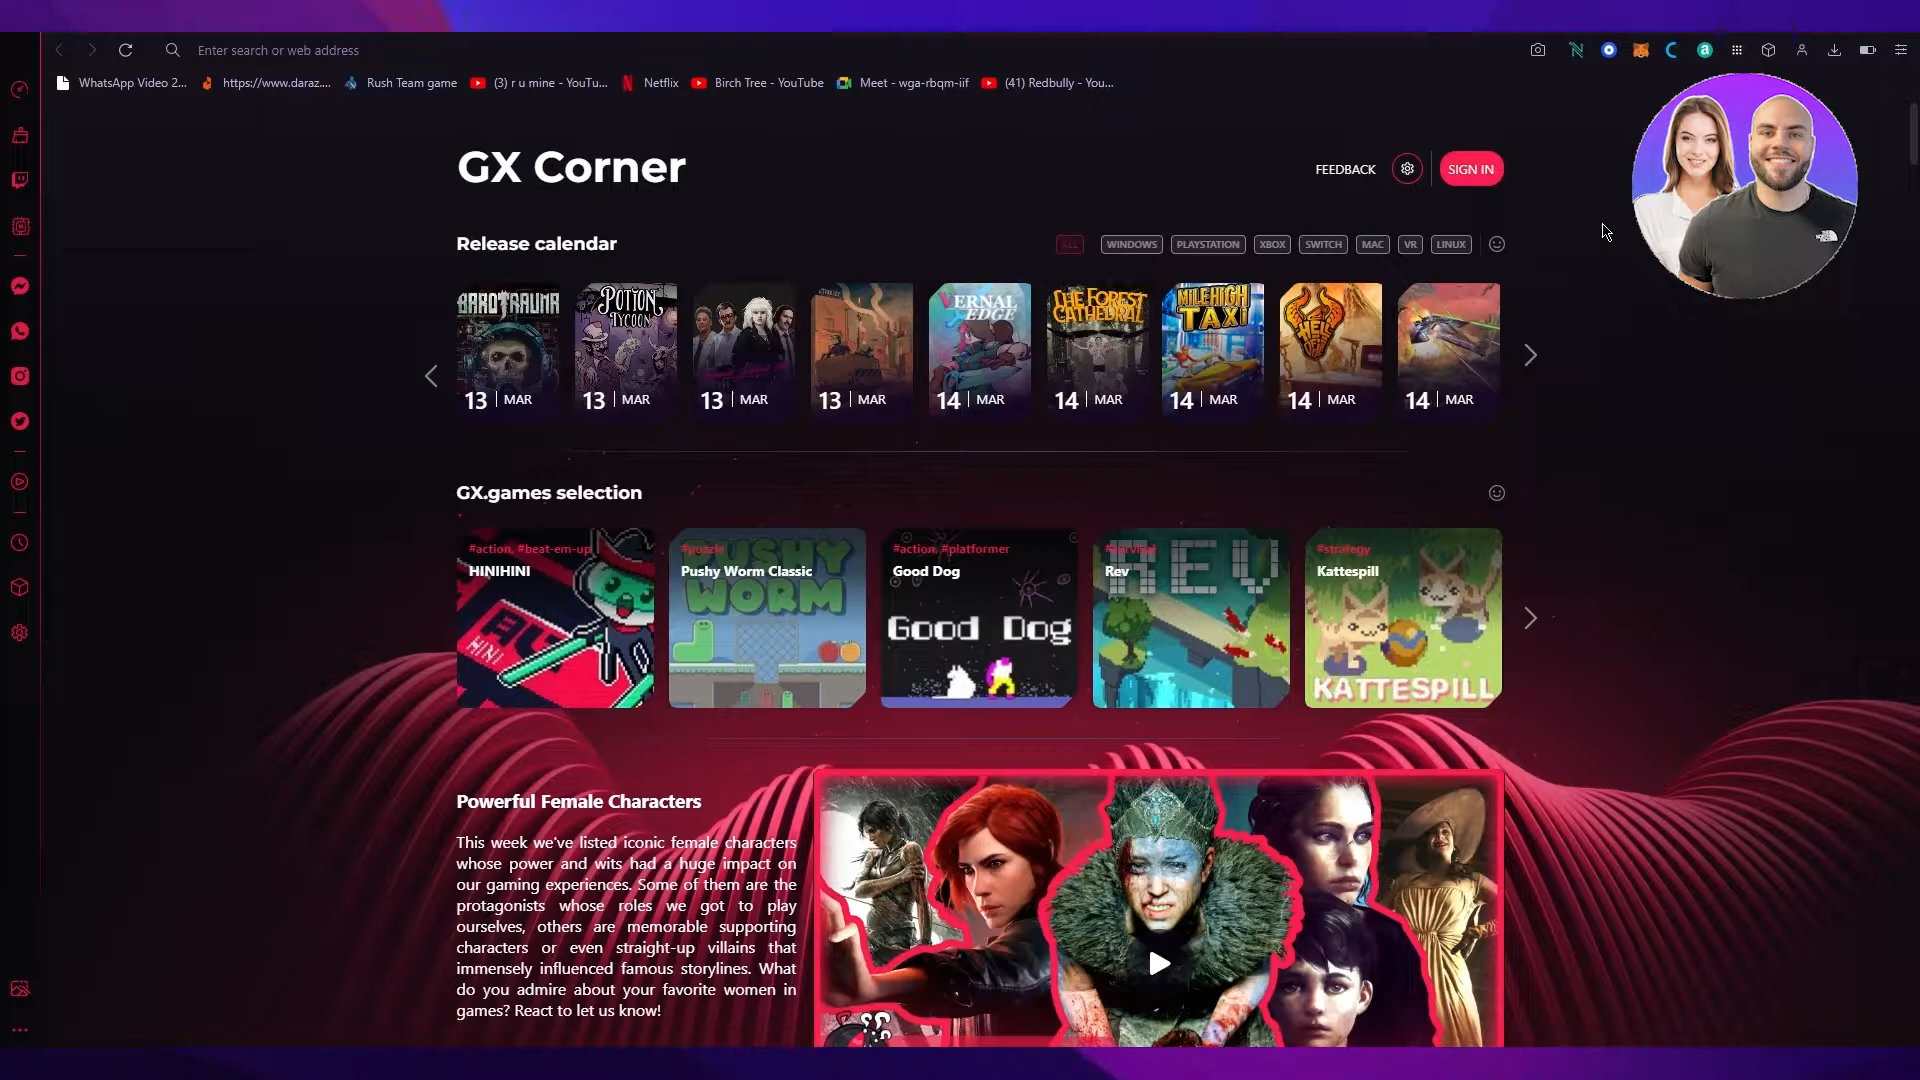 Enter search or web address
WhatsApp Video 2... https://www.daraz.... Rush Team game (3) r u mine - YouTu... Netflix Birch Tree - YouTube Meet - wga-rbqm-iif (41) Redbully - You...
GX Corner
FEEDBACK
SIGN IN
Release calendar
ALL WINDOWS PLAYSTATION XBOX SWITCH MAC VR LINUX
BAROTRAUMA
POTION TYCOON
VERNAL EDGE
THE FOREST CATHEDRAL
MILE HIGH TAXI
13 | MAR 13 | MAR 13 | MAR 13 | MAR 14 | MAR 14 | MAR 14 | MAR 14 | MAR 14 | MAR
GX.games selection
#action, #beat-em-up
HINIHINI
#puzzle
Pushy Worm Classic
PUSHY WORM
#action, #platformer
Good Dog
Good Dog
#survival
Rev
REV
#strategy
Kattespill
KATTESPILL
Powerful Female Characters
This week we've listed iconic female characters
whose power and wits had a huge impact on
our gaming experiences. Some of them are the
protagonists whose roles we got to play
ourselves, others are memorable supporting
characters or even straight-up villains that
immensely influenced famous storylines. What
do you admire about your favorite women in
games? React to let us know!